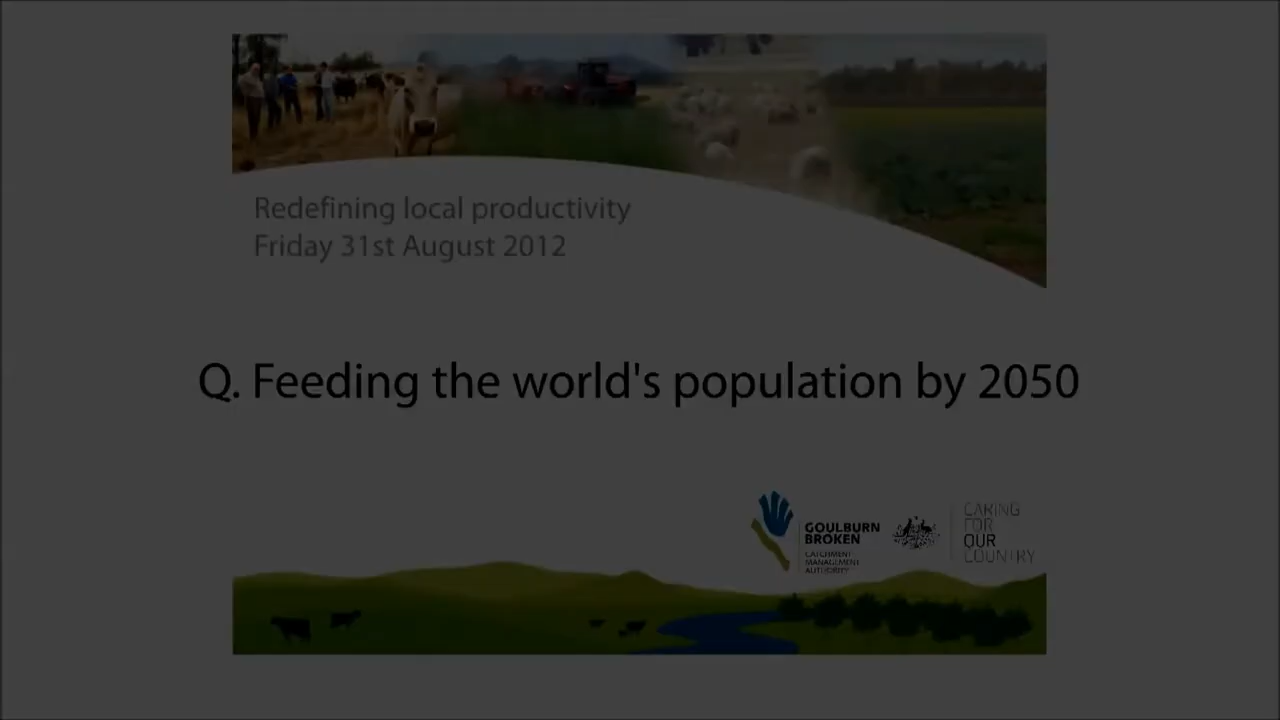 Redefining local productivity
Friday 31st August 2012
Q. Feeding the world's population by 2050
GOULBURN
BROKEN
CATCHMENT
MANAGEMENT
AUTHORITY
CARING
FOR
OUR
COUNTRY